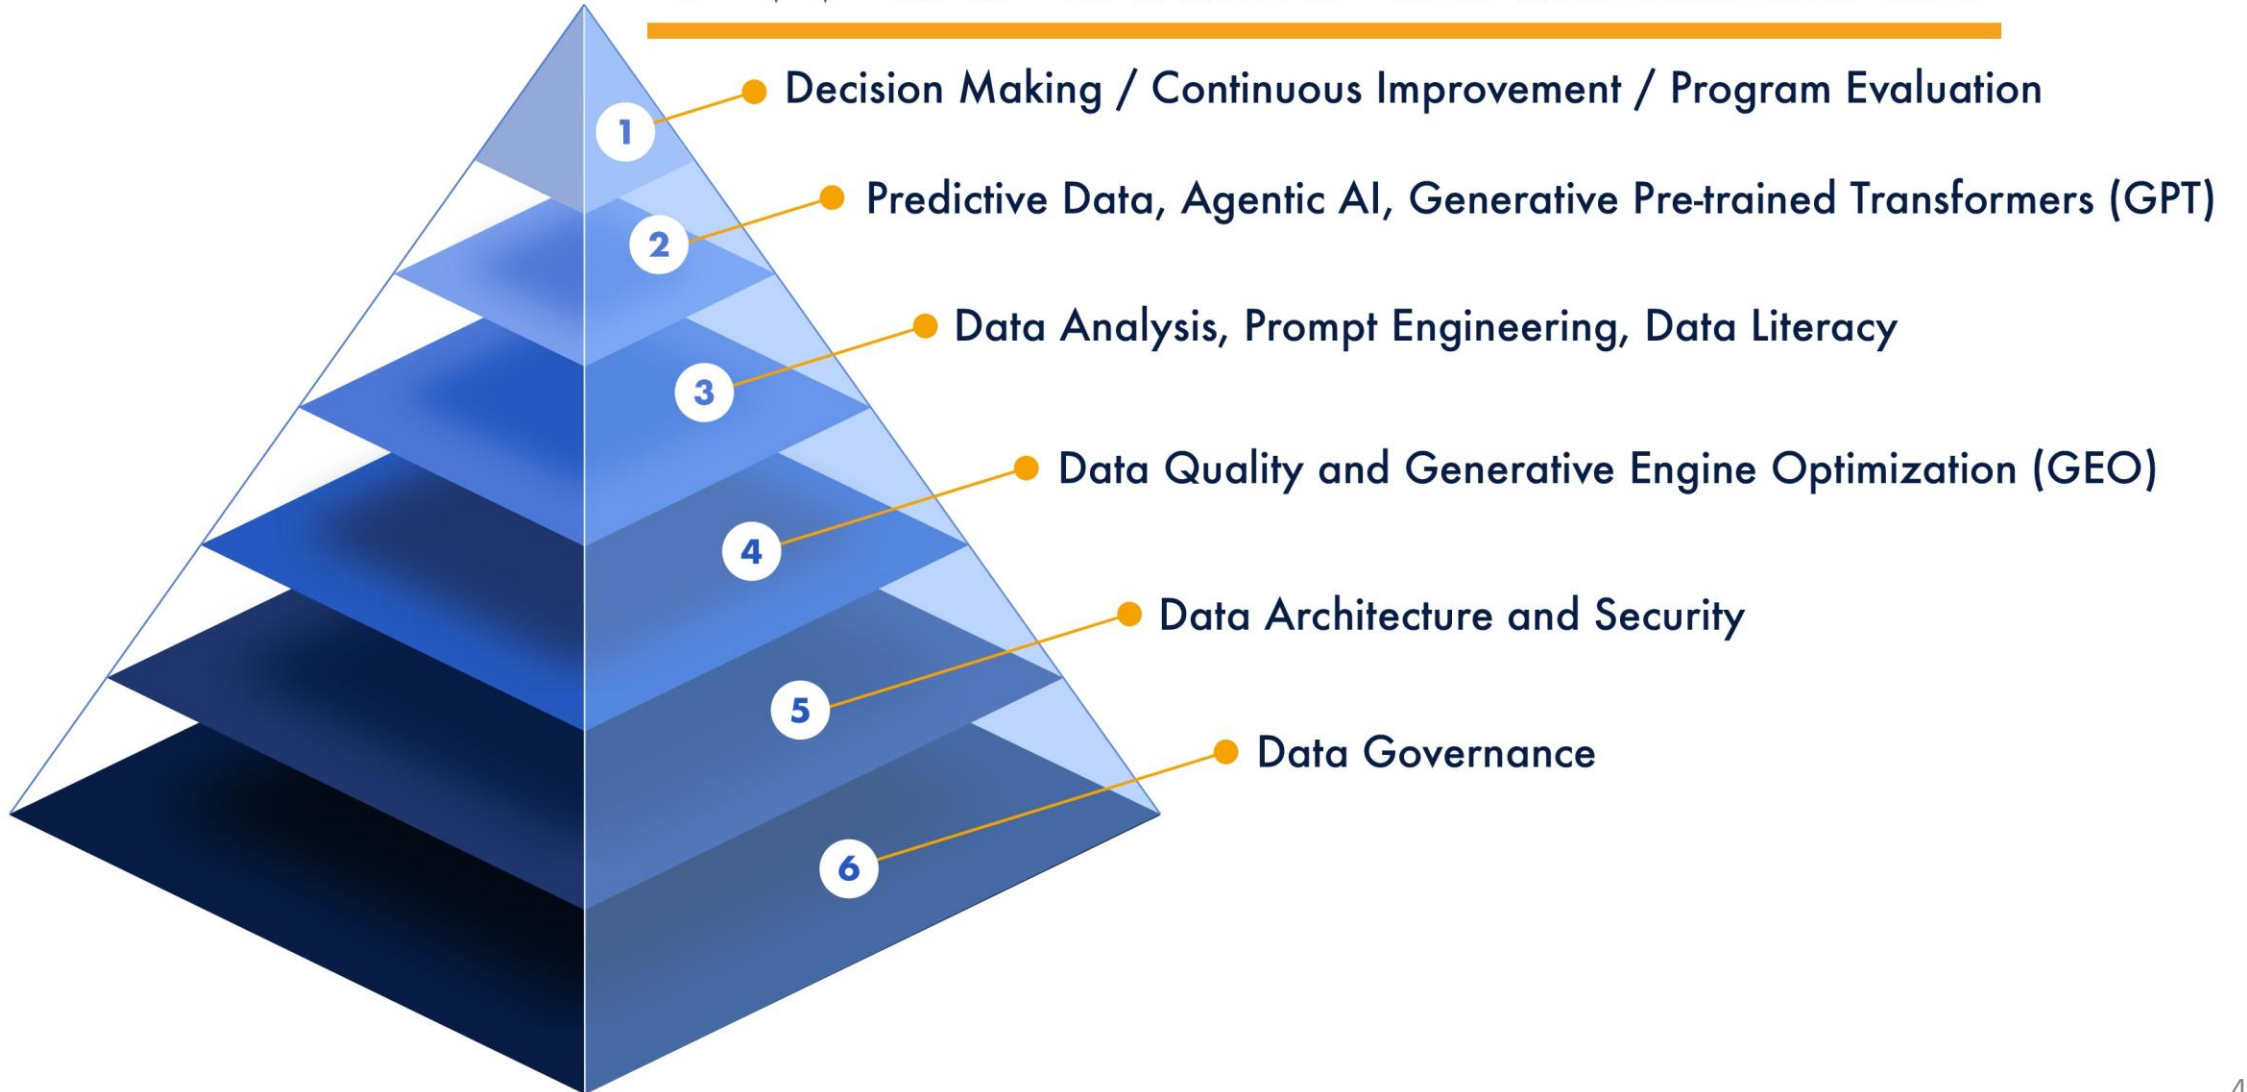 1 Decision Making / Continuous Improvement / Program Evaluation
2 Predictive Data, Agentic AI, Generative Pre-trained Transformers (GPT)
3 Data Analysis, Prompt Engineering, Data Literacy
4 Data Quality and Generative Engine Optimization (GEO)
5 Data Architecture and Security
6 Data Governance